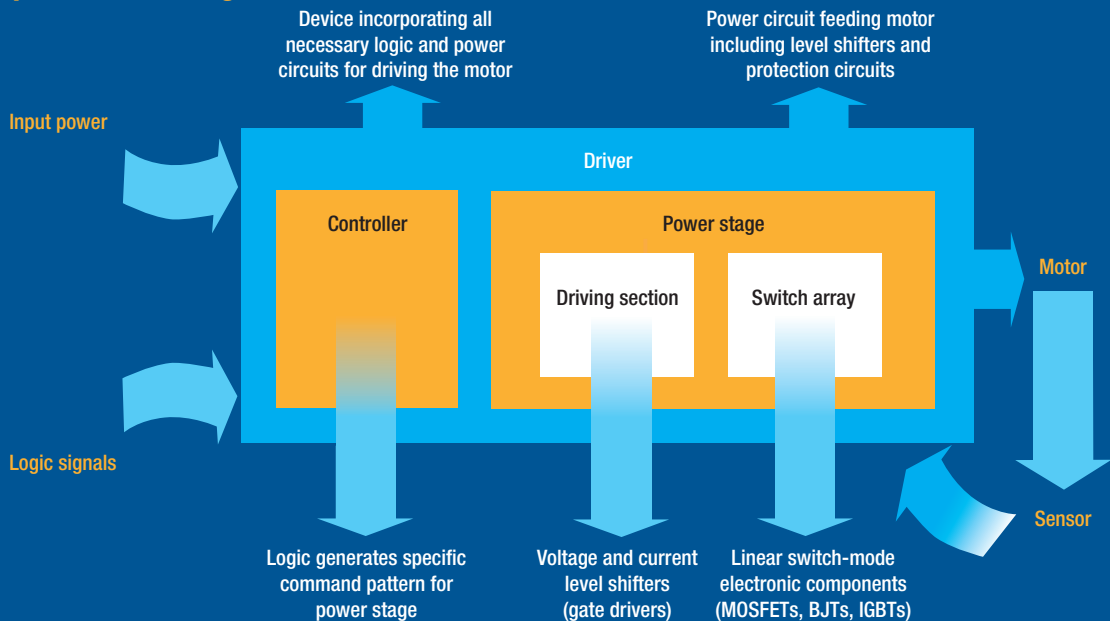 Device incorporating all
necessary logic and power
circuits for driving the motor
Power circuit feeding motor
including level shifters and
protection circuits
Input power
Driver
Controller
Power stage
Driving section
Switch array
Motor
Logic signals
Sensor
Logic generates specific
command pattern for
power stage
Voltage and current
level shifters
(gate drivers)
Linear switch-mode
electronic components
(MOSFETs, BJTs, IGBTs)